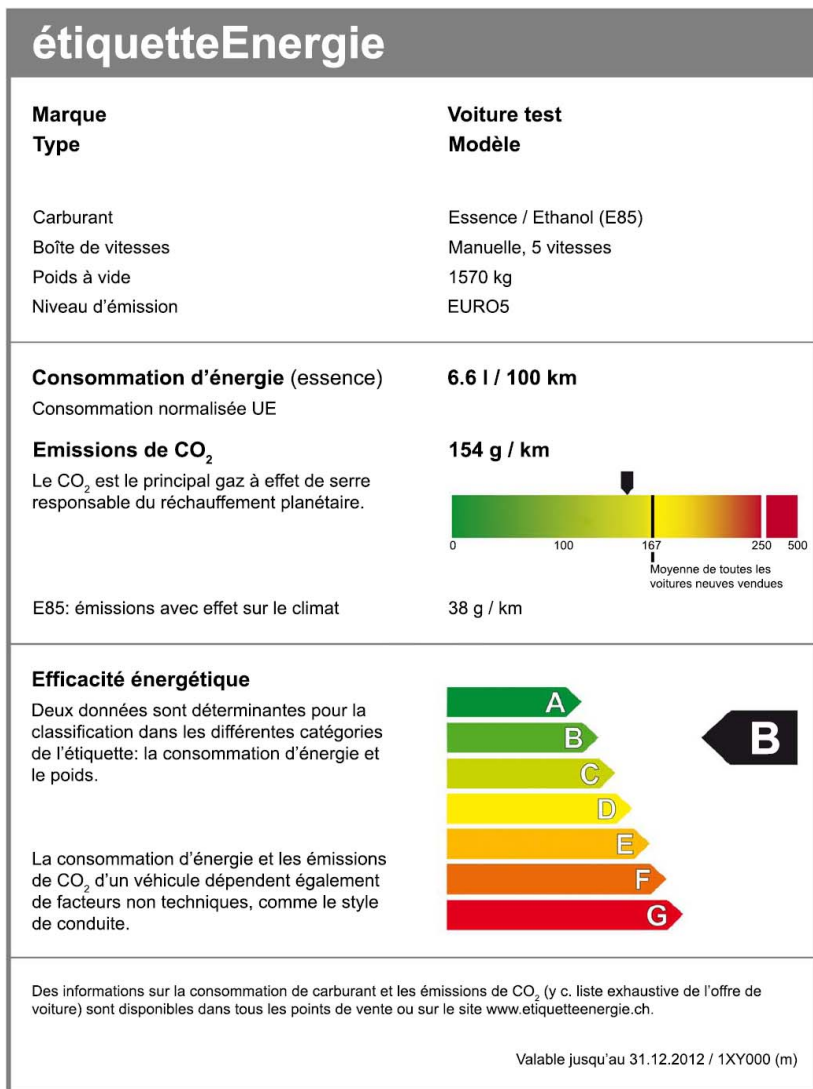 étiquetteEnergie
Marque Voiture test
Type Modèle
Carburant Essence / Ethanol (E85)
Boîte de vitesses Manuelle, 5 vitesses
Poids à vide 1570 kg
Niveau d'émission EURO5
Consommation d'énergie (essence) 6.6 l / 100 km
Consommation normalisée UE
Emissions de CO₂ 154 g / km
Le CO₂ est le principal gaz à effet de serre
responsable du réchauffement planétaire.
0 100 167 250 500
Moyenne de toutes les
voitures neuves vendues
E85: émissions avec effet sur le climat 38 g / km
Efficacité énergétique
Deux données sont déterminantes pour la
classification dans les différentes catégories
de l'étiquette: la consommation d'énergie et
le poids.
La consommation d'énergie et les émissions
de CO₂ d'un véhicule dépendent également
de facteurs non techniques, comme le style
de conduite.
A
B
C
D
E
F
G
B
Des informations sur la consommation de carburant et les émissions de CO₂ (y c. liste exhaustive de l'offre de
voiture) sont disponibles dans tous les points de vente ou sur le site www.etiquetteenergie.ch.
Valable jusqu'au 31.12.2012 / 1XY000 (m)